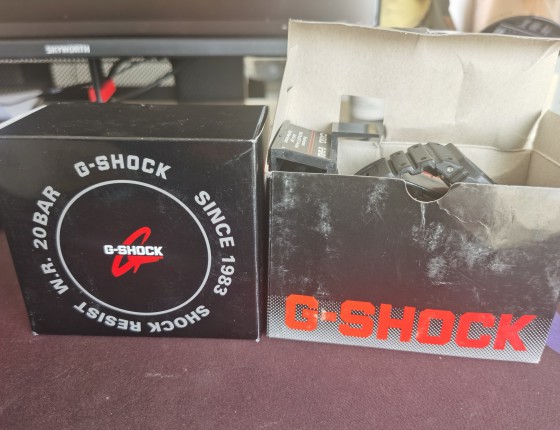 SKYWORTH
G-SHOCK
SINCE 1983
SHOCK RESIST
W.R. 20BAR
G-SHOCK
G-SHOCK